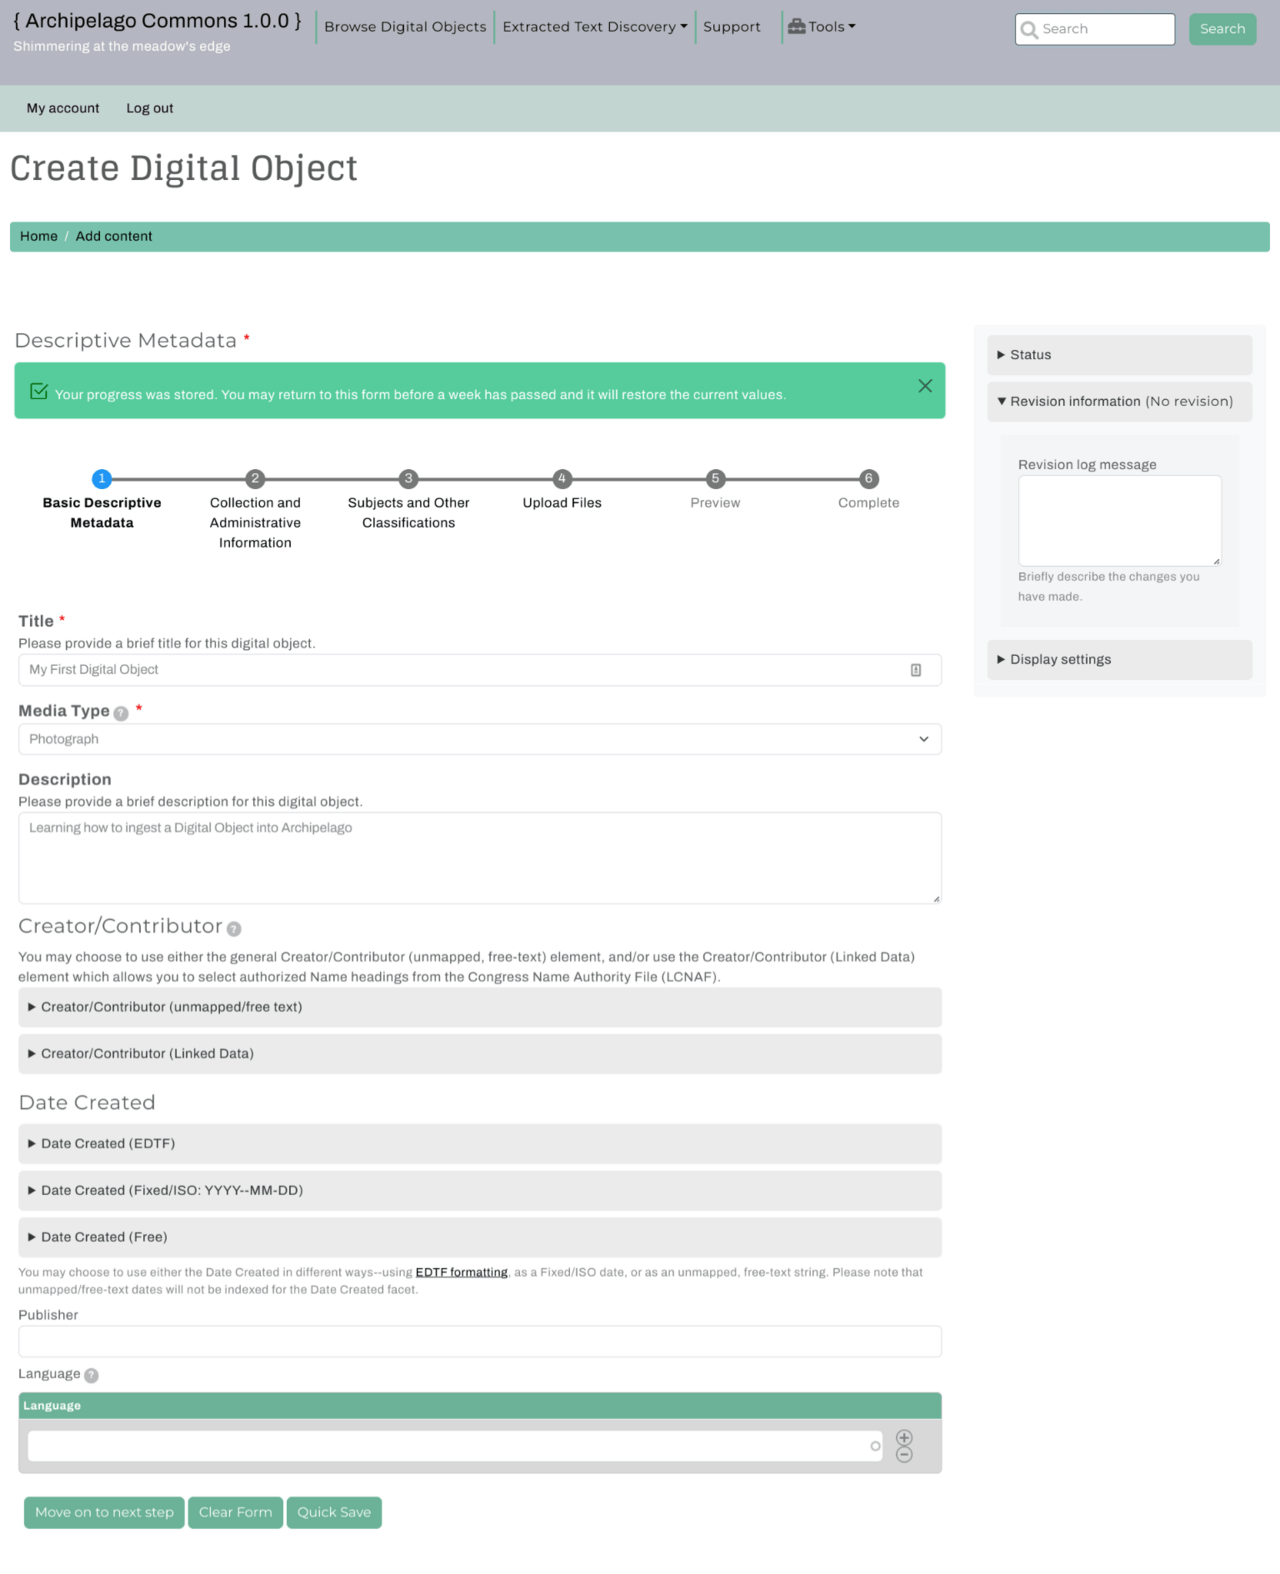 { Archipelago Commons 1.0.0 }
Shimmering at the meadow's edge
Browse Digital Objects
Extracted Text Discovery
Support
Tools
Search
Search
My account
Log out
Create Digital Object
Home / Add content
Descriptive Metadata *
Your progress was stored. You may return to this form before a week has passed and it will restore the current values.
1
Basic Descriptive
Metadata
2
Collection and
Administrative
Information
3
Subjects and Other
Classifications
4
Upload Files
5
Preview
6
Complete
Title *
Please provide a brief title for this digital object.
My First Digital Object
Media Type ? *
Photograph
Description
Please provide a brief description for this digital object.
Learning how to ingest a Digital Object into Archipelago
Creator/Contributor ?
You may choose to use either the general Creator/Contributor (unmapped, free-text) element, and/or use the Creator/Contributor (Linked Data)
element which allows you to select authorized Name headings from the Congress Name Authority File (LCNAF).
Creator/Contributor (unmapped/free text)
Creator/Contributor (Linked Data)
Date Created
Date Created (EDTF)
Date Created (Fixed/ISO: YYYY--MM-DD)
Date Created (Free)
You may choose to use either the Date Created in different ways--using EDTF formatting, as a Fixed/ISO date, or as an unmapped, free-text string. Please note that
unmapped/free-text dates will not be indexed for the Date Created facet.
Publisher
Language ?
Language
Move on to next step
Clear Form
Quick Save
Status
Revision information (No revision)
Revision log message
Briefly describe the changes you
have made.
Display settings